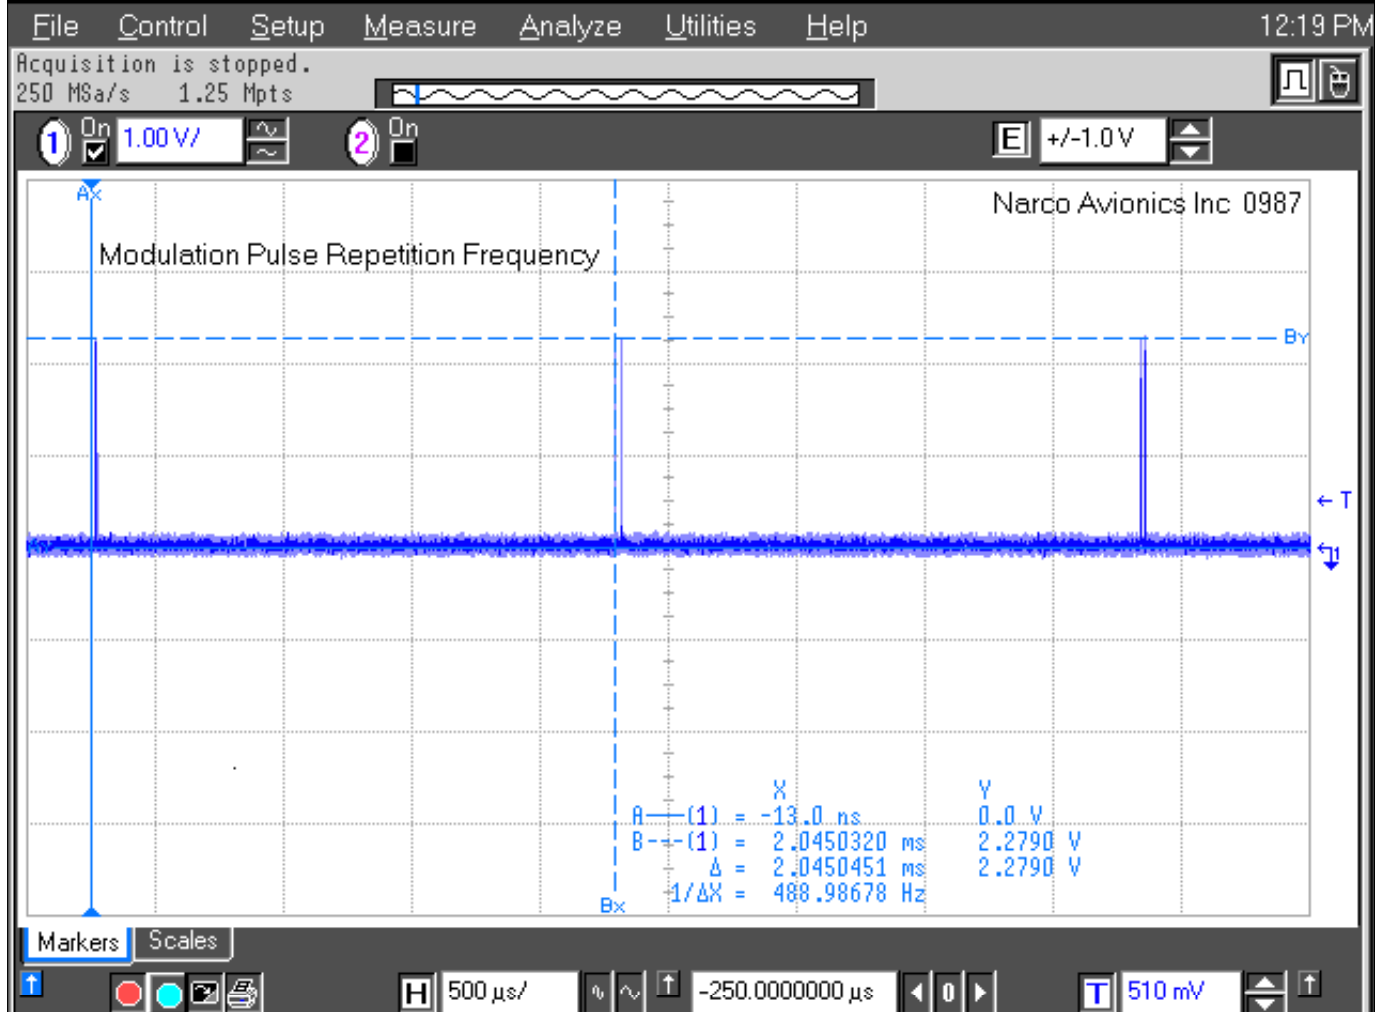 File Control Setup Measure Analyze Utilities Help 12:19 PM
Acquisition is stopped.
250 MSa/s 1.25 Mpts
1 On 1.00 V/ 2 On E +/-1.0 V
Ax
Narco Avionics Inc 0987
Modulation Pulse Repetition Frequency
By
T
1
X Y
A——(1) = -13.0 ns 0.0 V
B---(1) = 2.0450320 ms 2.2790 V
Δ = 2.0450451 ms 2.2790 V
1/ΔX = 488.98678 Hz
Bx
Markers Scales
H 500 µs/ -250.0000000 µs 0 T 510 mV